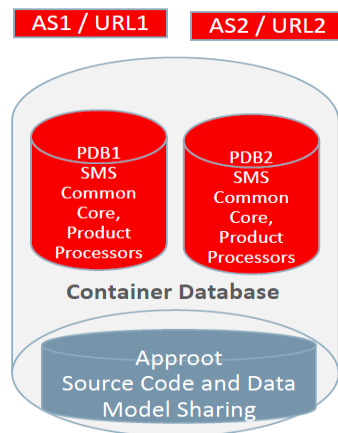 AS1 / URL1
AS2 / URL2
PDB1
SMS
Common
Core,
Product
Processors
PDB2
SMS
Common
Core,
Product
Processors
Container Database
Approot
Source Code and Data
Model Sharing